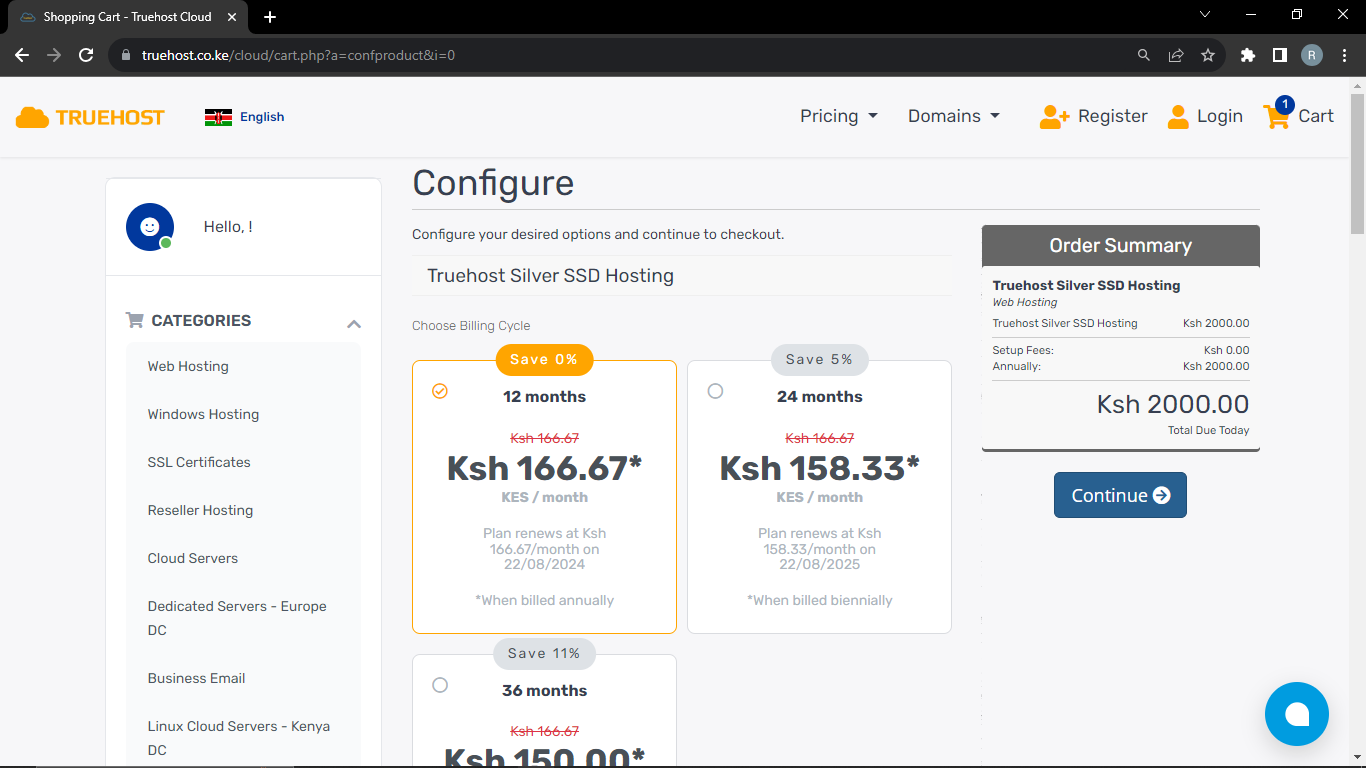 Shopping Cart - Truehost Cloud
truehost.co.ke/cloud/cart.php?a=confproduct&i=0
R
TRUEHOST
English
Pricing
Domains
Register
Login
1
Cart
Hello, !
CATEGORIES
Web Hosting
Windows Hosting
SSL Certificates
Reseller Hosting
Cloud Servers
Dedicated Servers - Europe
DC
Business Email
Linux Cloud Servers - Kenya
DC
Configure
Configure your desired options and continue to checkout.
Truehost Silver SSD Hosting
Choose Billing Cycle
Save 0%
12 months
Ksh 166.67
Ksh 166.67*
KES / month
Plan renews at Ksh
166.67/month on
22/08/2024
*When billed annually
Save 5%
24 months
Ksh 166.67
Ksh 158.33*
KES / month
Plan renews at Ksh
158.33/month on
22/08/2025
*When billed biennially
Save 11%
36 months
Ksh 166.67
Ksh 150.00*
Order Summary
Truehost Silver SSD Hosting
Web Hosting
Truehost Silver SSD Hosting Ksh 2000.00
Setup Fees: Ksh 0.00
Annually: Ksh 2000.00
Ksh 2000.00
Total Due Today
Continue